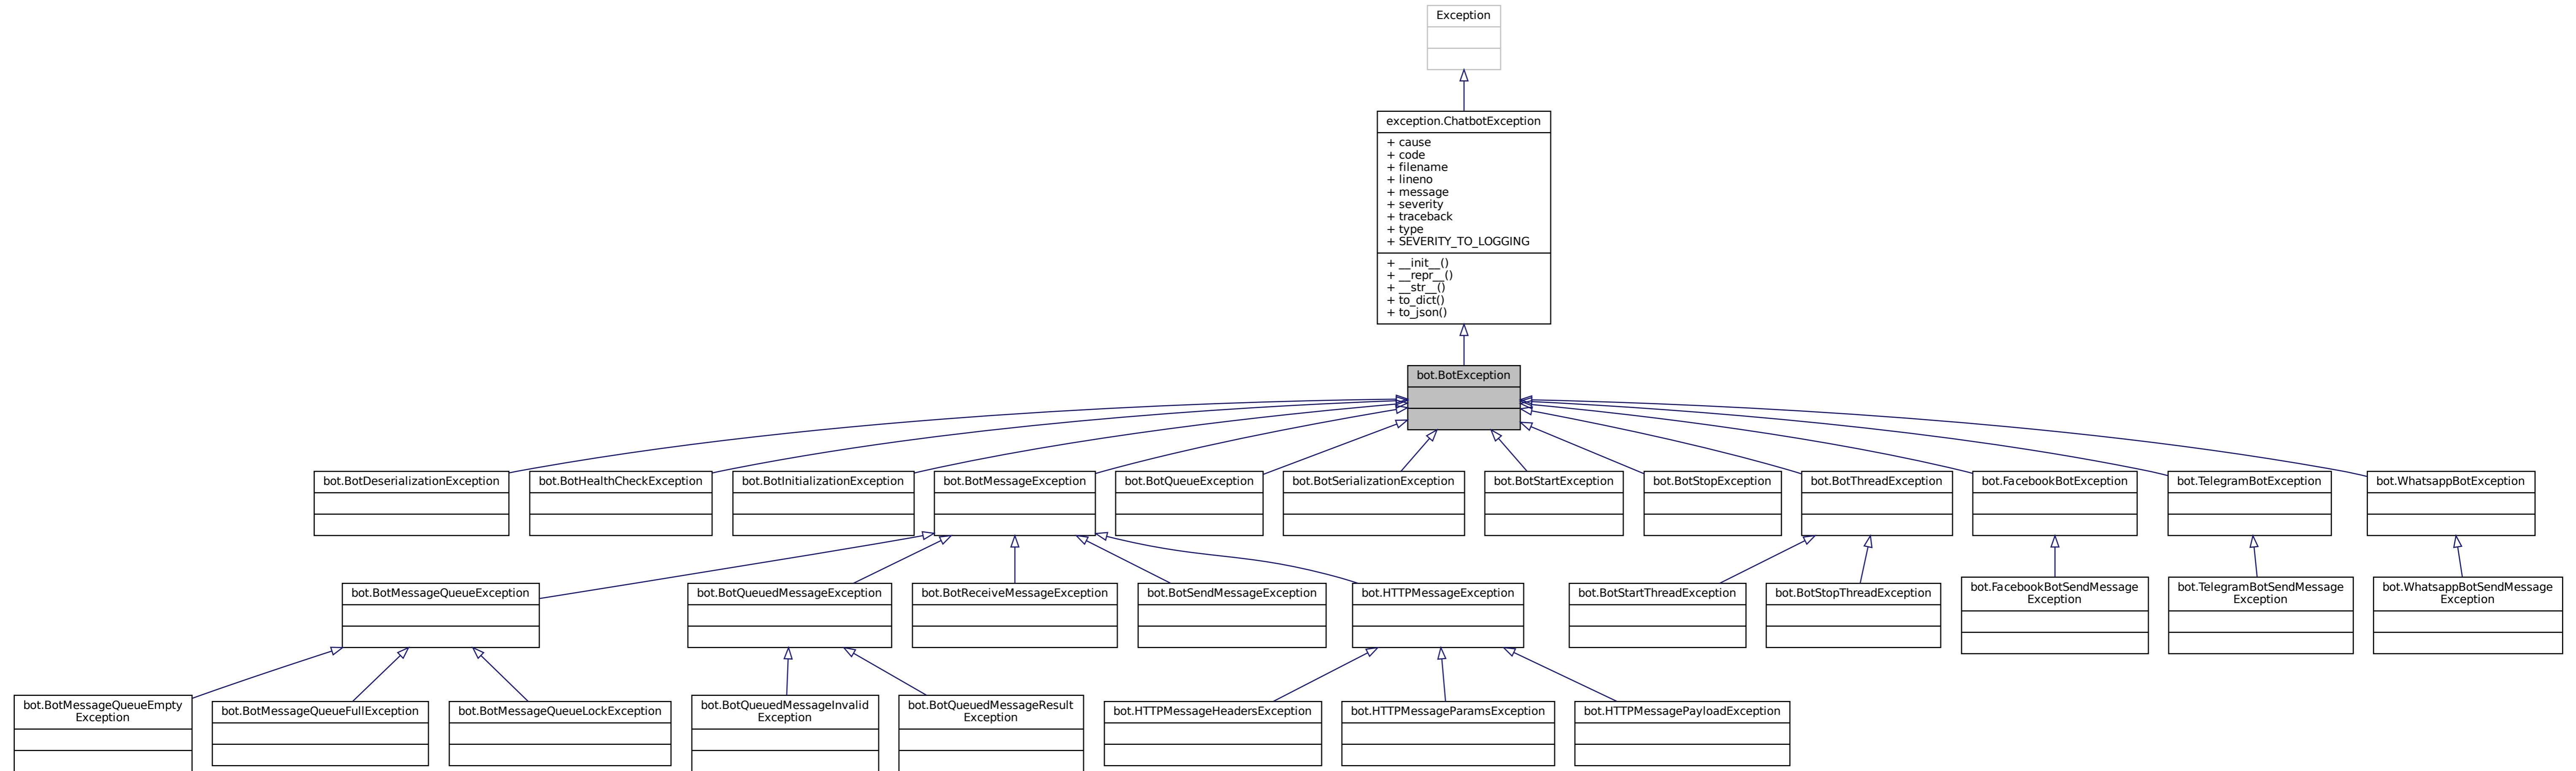 Exception
exception.ChatbotException
+ cause
+ code
+ filename
+ lineno
+ message
+ severity
+ traceback
+ type
+ SEVERITY_TO_LOGGING
+ __init__()
+ __repr__()
+ __str__()
+ to_dict()
+ to_json()
bot.BotException
bot.BotDeserializationException
bot.BotHealthCheckException
bot.BotInitializationException
bot.BotMessageException
bot.BotQueueException
bot.BotSerializationException
bot.BotStartException
bot.BotStopException
bot.BotThreadException
bot.FacebookBotException
bot.TelegramBotException
bot.WhatsappBotException
bot.BotMessageQueueException
bot.BotQueuedMessageException
bot.BotReceiveMessageException
bot.BotSendMessageException
bot.HTTPMessageException
bot.BotStartThreadException
bot.BotStopThreadException
bot.FacebookBotSendMessage
Exception
bot.TelegramBotSendMessage
Exception
bot.WhatsappBotSendMessage
Exception
bot.BotMessageQueueEmpty
Exception
bot.BotMessageQueueFullException
bot.BotMessageQueueLockException
bot.BotQueuedMessageInvalid
Exception
bot.BotQueuedMessageResult
Exception
bot.HTTPMessageHeadersException
bot.HTTPMessageParamsException
bot.HTTPMessagePayloadException